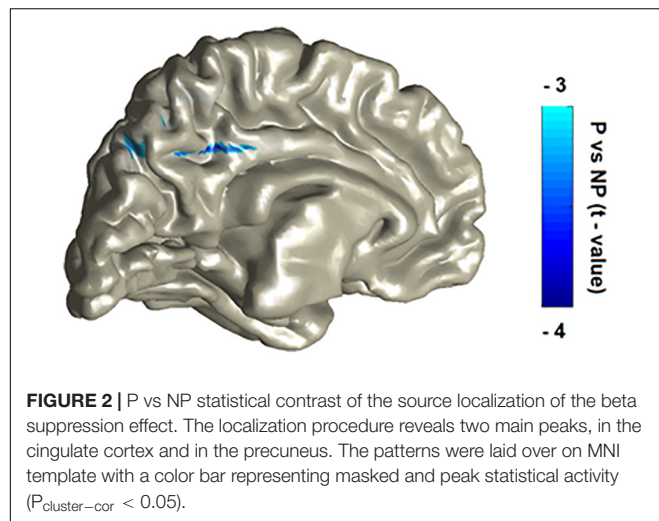 - 3
P vs NP (t - value)
- 4
FIGURE 2 | P vs NP statistical contrast of the source localization of the beta
suppression effect. The localization procedure reveals two main peaks, in the
cingulate cortex and in the precuneus. The patterns were laid over on MNI
template with a color bar representing masked and peak statistical activity
(Pcluster−cor < 0.05).